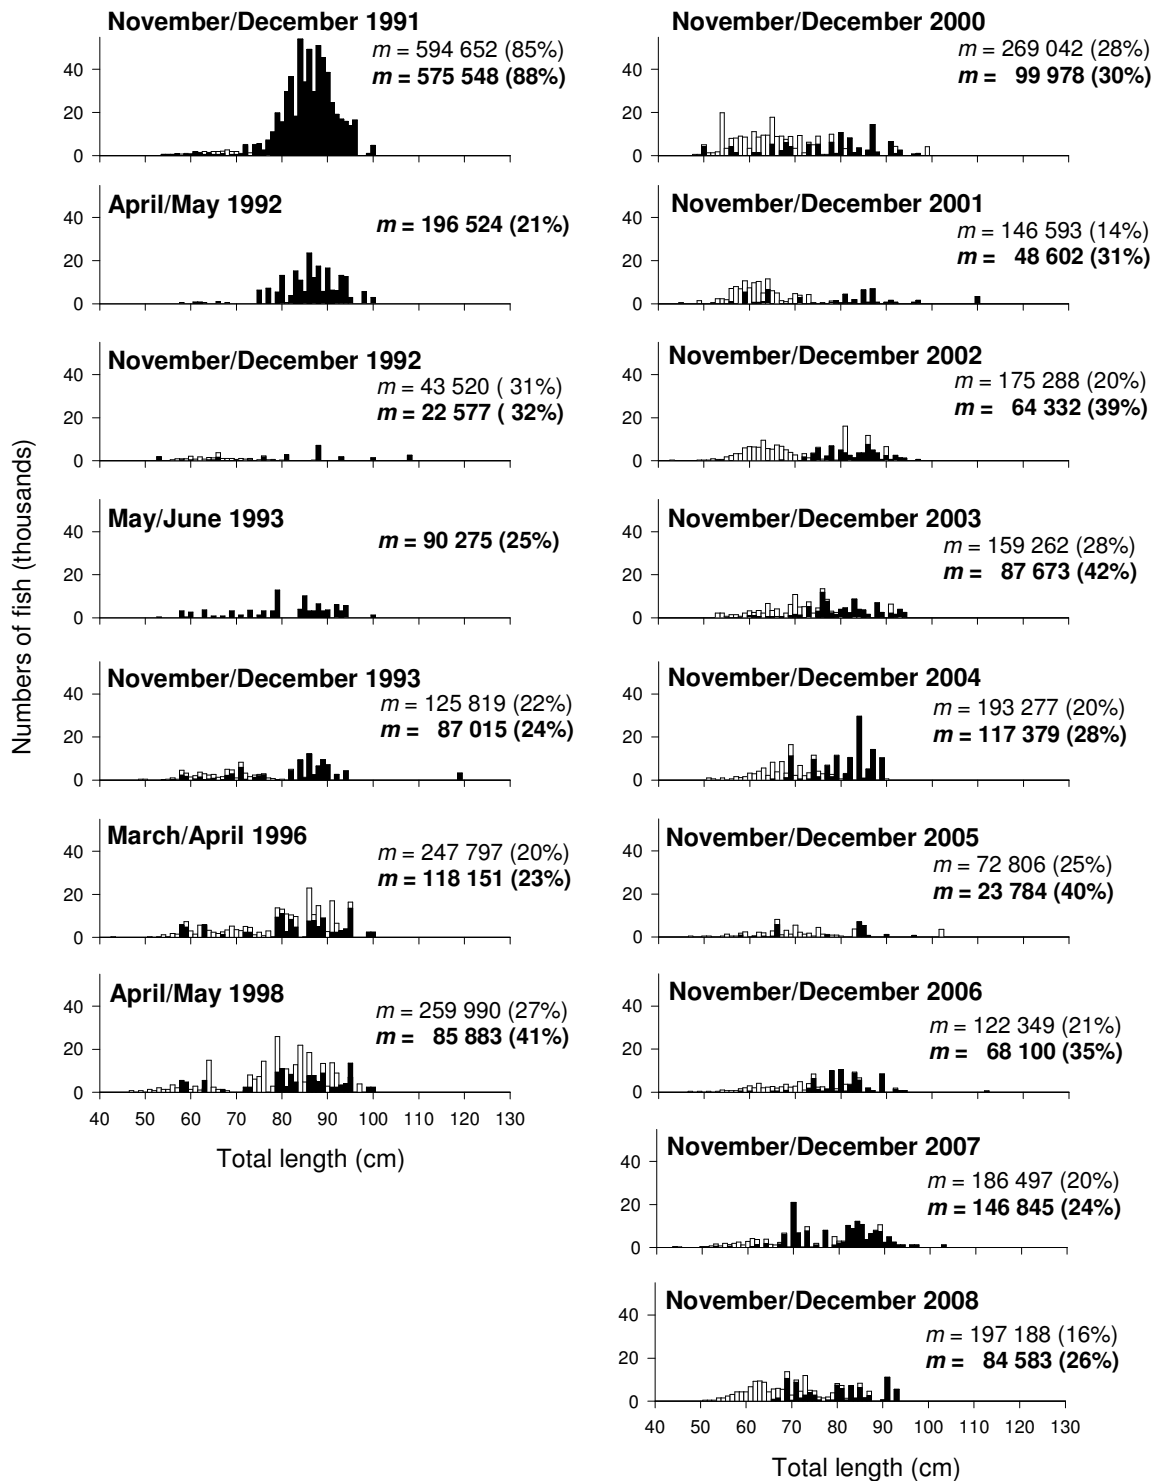 November/December 1991
m = 594 652 (85%)
m = 575 548 (88%)
40
20
0
April/May 1992
m = 196 524 (21%)
40
20
0
November/December 1992
m = 43 520 ( 31%)
m = 22 577 ( 32%)
40
20
0
May/June 1993
m = 90 275 (25%)
40
20
0
November/December 1993
m = 125 819 (22%)
m = 87 015 (24%)
40
20
0
March/April 1996
m = 247 797 (20%)
m = 118 151 (23%)
40
20
0
April/May 1998
m = 259 990 (27%)
m = 85 883 (41%)
40
20
0
40 50 60 70 80 90 100 110 120 130
Total length (cm)
Numbers of fish (thousands)
November/December 2000
m = 269 042 (28%)
m = 99 978 (30%)
40
20
0
November/December 2001
m = 146 593 (14%)
m = 48 602 (31%)
40
20
0
November/December 2002
m = 175 288 (20%)
m = 64 332 (39%)
40
20
0
November/December 2003
m = 159 262 (28%)
m = 87 673 (42%)
40
20
0
November/December 2004
m = 193 277 (20%)
m = 117 379 (28%)
40
20
0
November/December 2005
m = 72 806 (25%)
m = 23 784 (40%)
40
20
0
November/December 2006
m = 122 349 (21%)
m = 68 100 (35%)
40
20
0
November/December 2007
m = 186 497 (20%)
m = 146 845 (24%)
40
20
0
November/December 2008
m = 197 188 (16%)
m = 84 583 (26%)
40
20
0
40 50 60 70 80 90 100 110 120 130
Total length (cm)